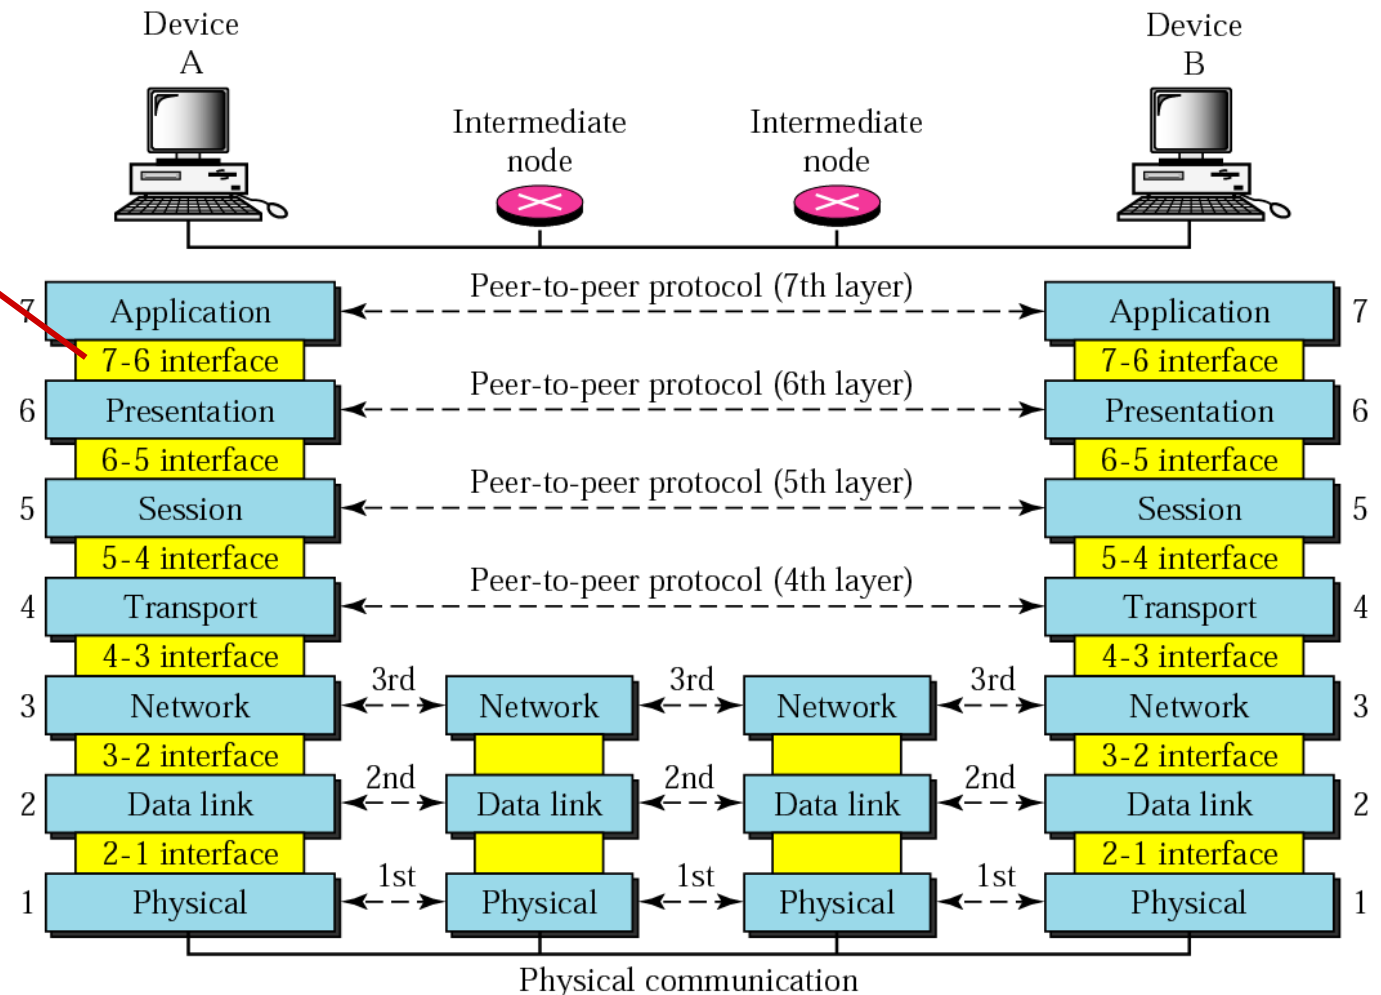 Device
A
Device
B
Intermediate
node
Intermediate
node
Peer-to-peer protocol (7th layer)
7 Application Application 7
7-6 interface 7-6 interface
Peer-to-peer protocol (6th layer)
6 Presentation Presentation 6
6-5 interface 6-5 interface
Peer-to-peer protocol (5th layer)
5 Session Session 5
5-4 interface 5-4 interface
Peer-to-peer protocol (4th layer)
4 Transport Transport 4
4-3 interface 4-3 interface
3rd 3rd 3rd
3 Network Network Network Network 3
3-2 interface 3-2 interface
2nd 2nd 2nd
2 Data link Data link Data link Data link 2
2-1 interface 2-1 interface
1st 1st 1st
1 Physical Physical Physical Physical 1
Physical communication